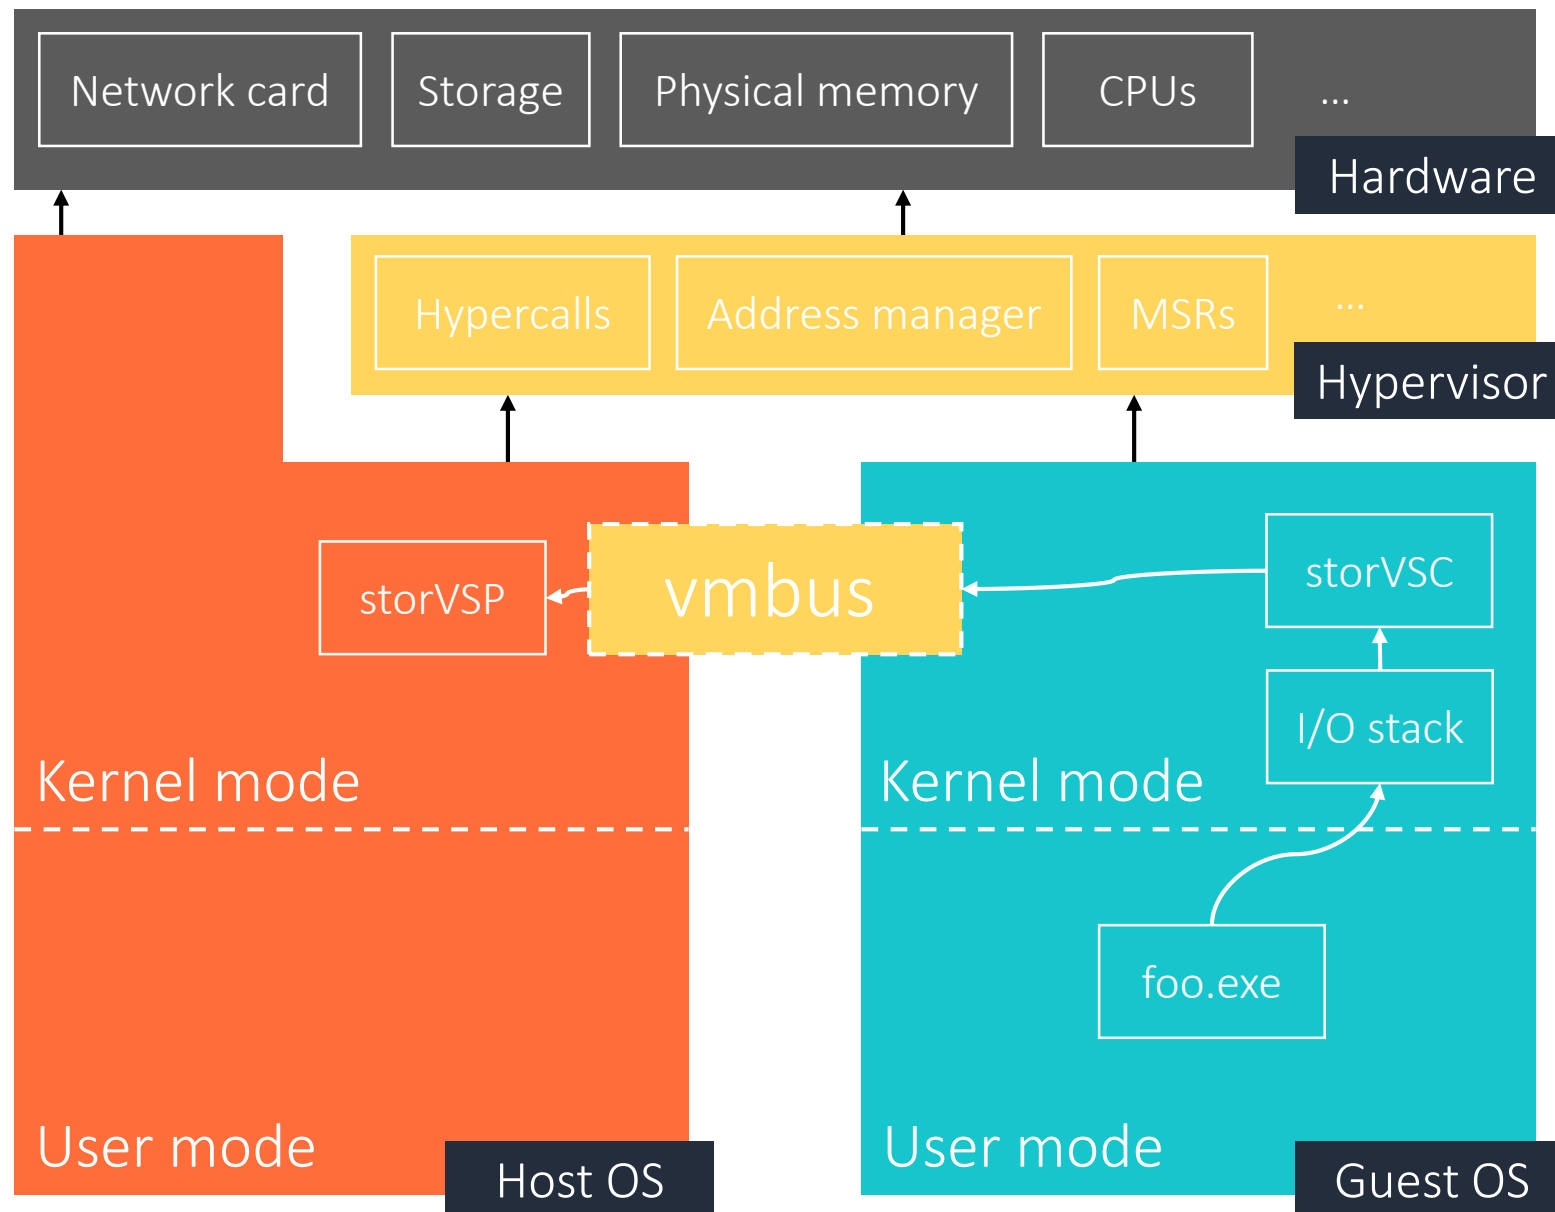 Network card
Storage
Physical memory
CPUs
...
Hardware
Hypercalls
Address manager
MSRs
...
Hypervisor
storVSP
vmbus
storVSC
I/O stack
Kernel mode
Kernel mode
foo.exe
User mode
User mode
Host OS
Guest OS